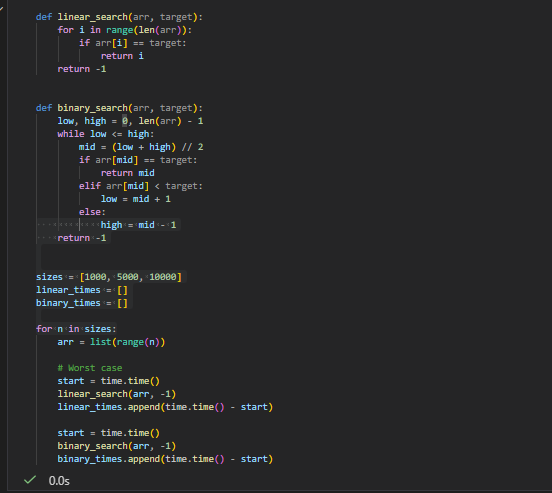 def linear_search(arr, target):
    for i in range(len(arr)):
        if arr[i] == target:
            return i
    return -1
def binary_search(arr, target):
    low, high = 0, len(arr) - 1
    while low <= high:
        mid = (low + high) // 2
        if arr[mid] == target:
            return mid
        elif arr[mid] < target:
            low = mid + 1
        else:
            high = mid - 1
    return -1
sizes = [1000, 5000, 10000]
linear_times = []
binary_times = []
for n in sizes:
    arr = list(range(n))
    # Worst case
    start = time.time()
    linear_search(arr, -1)
    linear_times.append(time.time() - start)
    start = time.time()
    binary_search(arr, -1)
    binary_times.append(time.time() - start)
0.0s